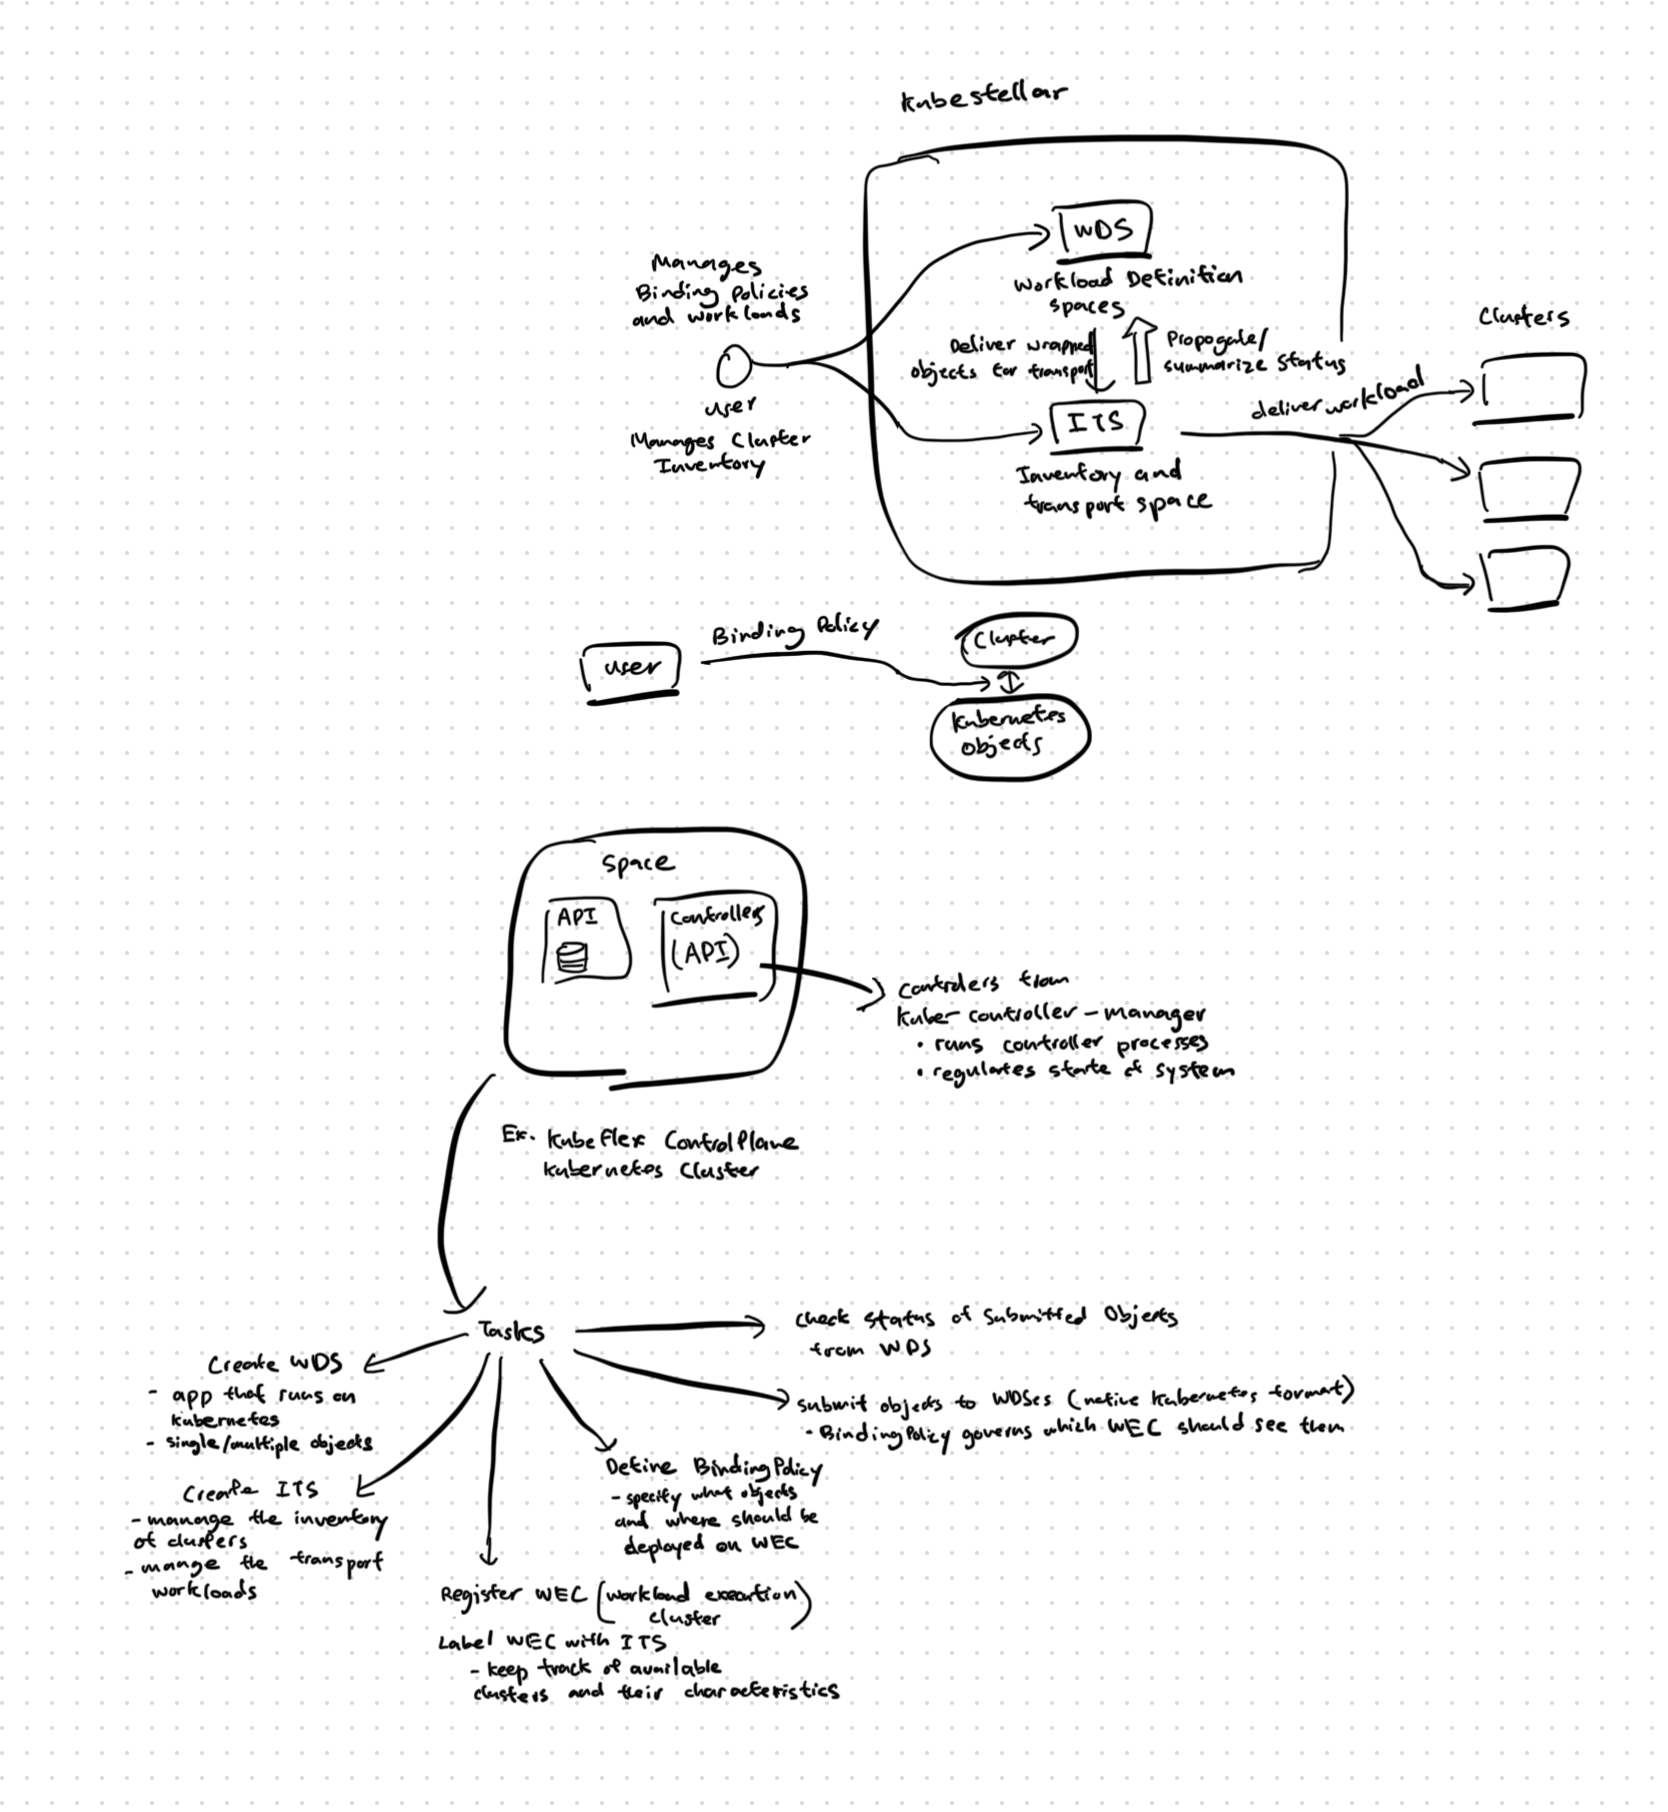 Kubestellar
WDS
Workload Definition
spaces
Manages
Binding Policies
and workloads
user
Manages Cluster
Inventory
Deliver wrapped
objects for transport
Propogate/
summarize status
ITS
Inventory and
transport space
deliver workload
Clusters
user
Binding Policy
Cluster
Kubernetes
Objects
Space
API
Controllers
(API)
Kuber-controller-manager
• runs controller processes
• regulates state of system
Ex. KubeFlex ControlPlane
Kubernetes Cluster
Tasks
Check status of Submitted Objects
from WDS
submit objects to WDSes (native Kubernetes format)
• BindingPolicy governs which WEC should see them
Create WDS
- app that runs on
Kubernetes
- single/multiple objects
Create ITS
- manage the inventory
of clusters
- mange the transport
workloads
Define BindingPolicy
- specify what objects
and where should be
deployed on WEC
Register WEC (workload execution
cluster)
Label WEC with ITS
- keep track of available
clusters and their characteristics